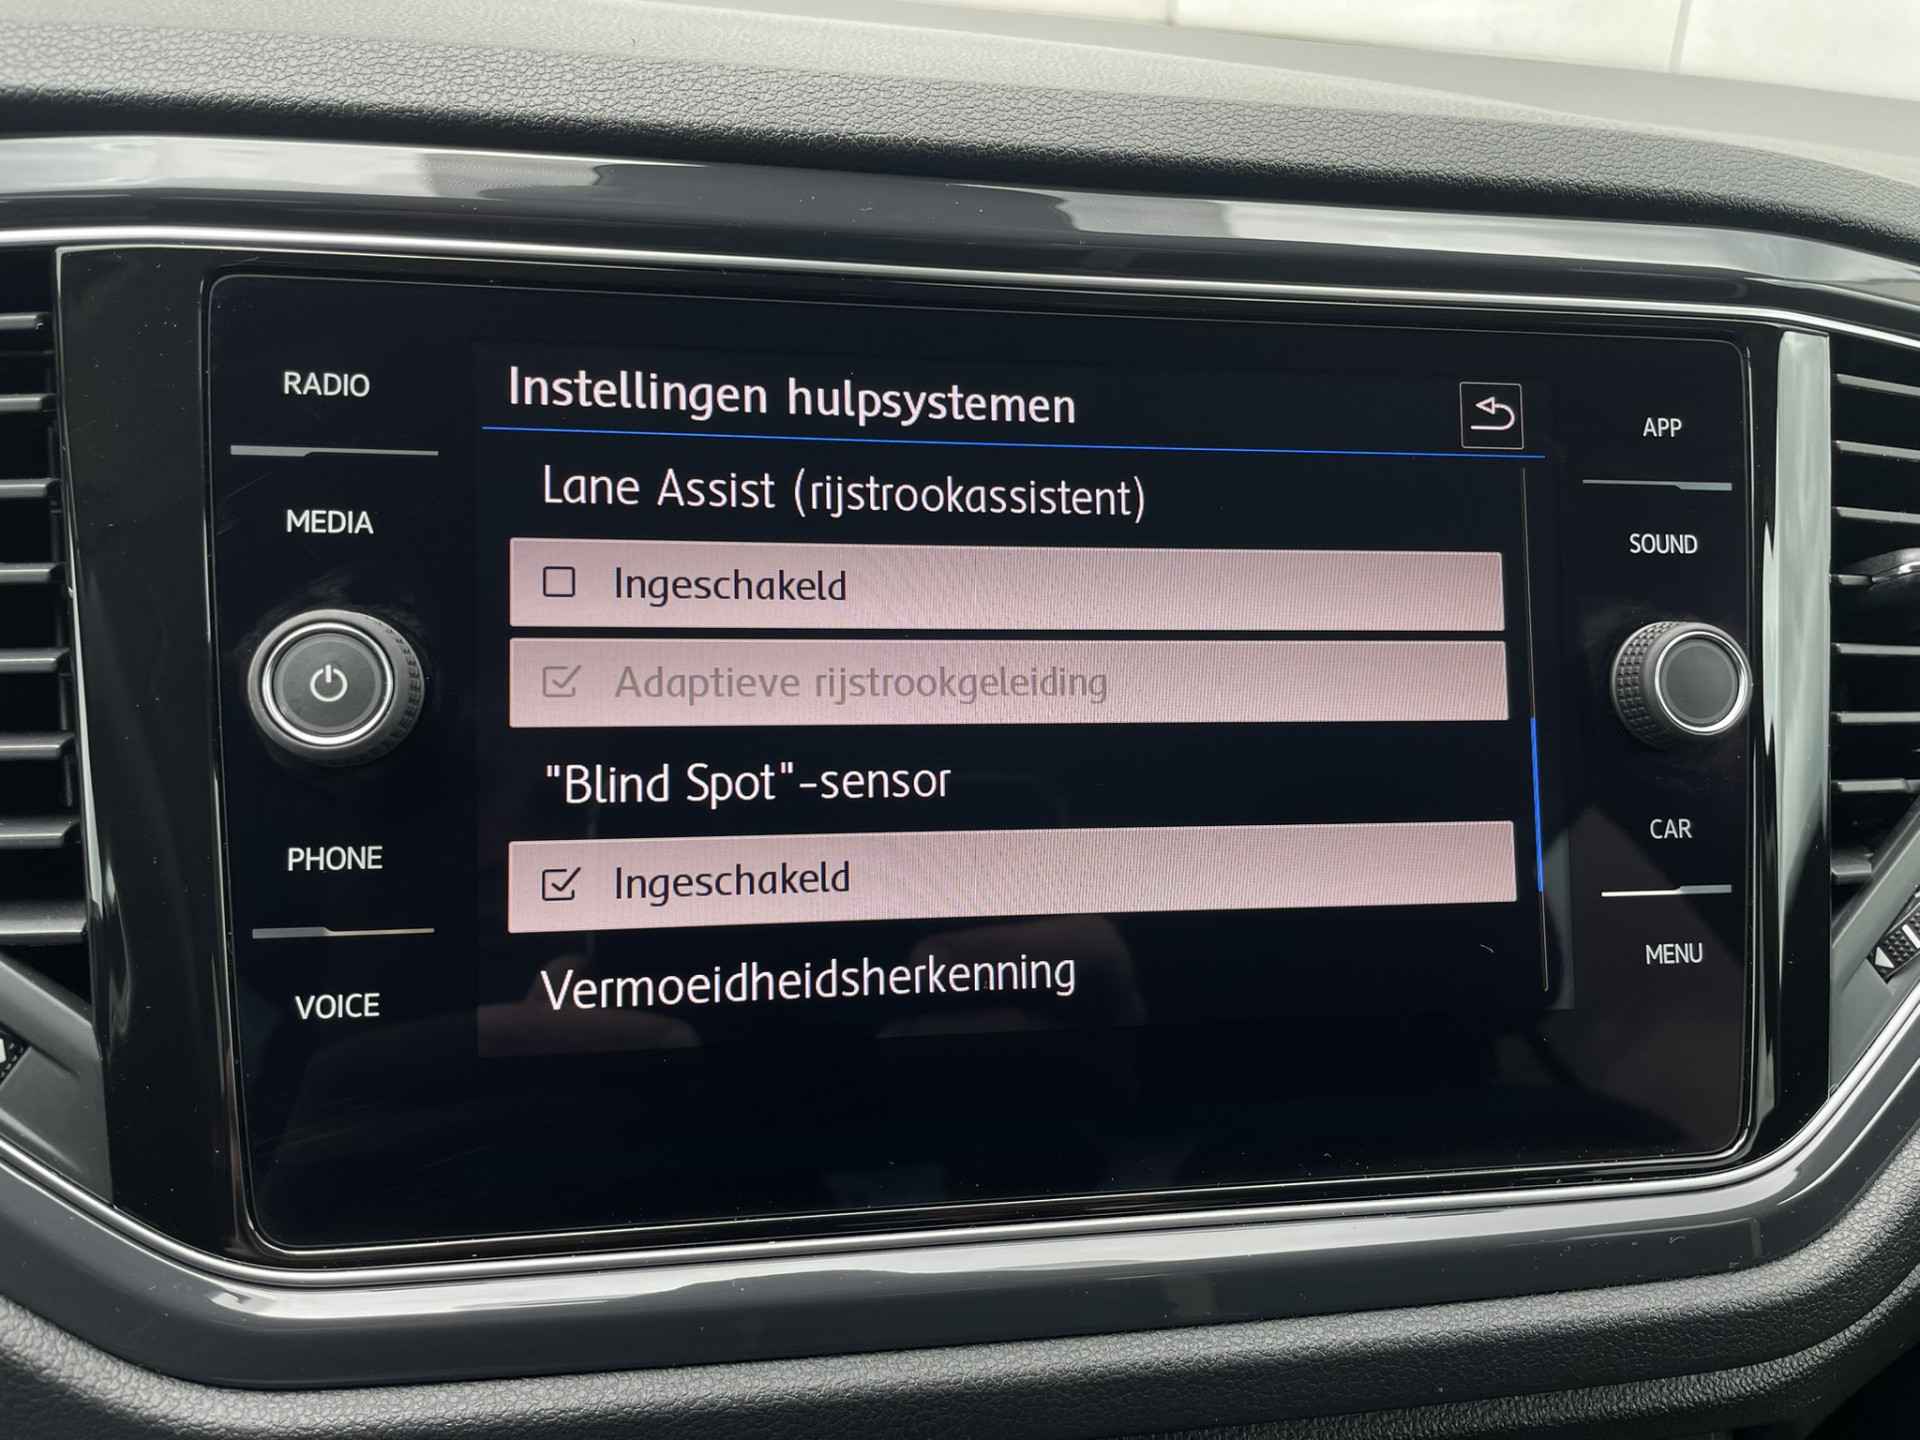 RADIO
MEDIA
PHONE
VOICE
Instellingen hulpsystemen
Lane Assist (rijstrookassistent)
Ingeschakeld
Adaptieve rijstrookgeleiding
"Blind Spot"-sensor
Ingeschakeld
Vermoeidheidsherkenning
APP
SOUND
CAR
MENU